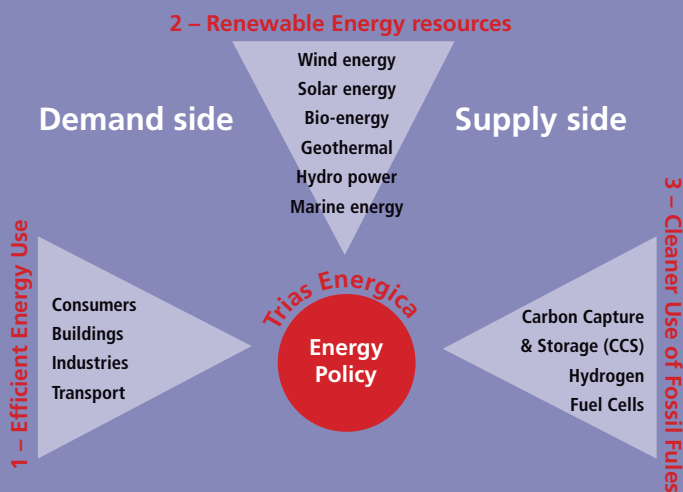 2 – Renewable Energy resources
Wind energy
Solar energy
Bio-energy
Geothermal
Hydro power
Marine energy
Demand side
Supply side
1 – Efficient Energy Use
Consumers
Buildings
Industries
Transport
Trias Energica
Energy
Policy
Carbon Capture
& Storage (CCS)
Hydrogen
Fuel Cells
3 – Cleaner Use of Fossil Fules